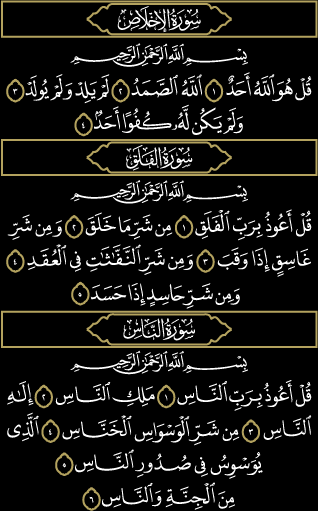 سُورَةُ الإِخْلَاصِ
بِسْمِ ٱللَّهِ ٱلرَّحْمَٰنِ ٱلرَّحِيمِ
قُلْ هُوَ ٱللَّهُ أَحَدٌ ١ ٱللَّهُ ٱلصَّمَدُ ٢ لَمْ يَلِدْ وَلَمْ يُولَدْ ٣
وَلَمْ يَكُن لَّهُۥ كُفُوًا أَحَدٌۢ ٤
سُورَةُ الفَلَقِ
بِسْمِ ٱللَّهِ ٱلرَّحْمَٰنِ ٱلرَّحِيمِ
قُلْ أَعُوذُ بِرَبِّ ٱلْفَلَقِ ١ مِن شَرِّ مَا خَلَقَ ٢ وَمِن شَرِّ
غَاسِقٍ إِذَا وَقَبَ ٣ وَمِن شَرِّ ٱلنَّفَّٰثَٰتِ فِى ٱلْعُقَدِ ٤
وَمِن شَرِّ حَاسِدٍ إِذَا حَسَدَ ٥
سُورَةُ النَّاسِ
بِسْمِ ٱللَّهِ ٱلرَّحْمَٰنِ ٱلرَّحِيمِ
قُلْ أَعُوذُ بِرَبِّ ٱلنَّاسِ ١ مَلِكِ ٱلنَّاسِ ٢ إِلَٰهِ
ٱلنَّاسِ ٣ مِن شَرِّ ٱلْوَسْوَاسِ ٱلْخَنَّاسِ ٤ ٱلَّذِى
يُوَسْوِسُ فِى صُدُورِ ٱلنَّاسِ ٥
مِنَ ٱلْجِنَّةِ وَٱلنَّاسِ ٦